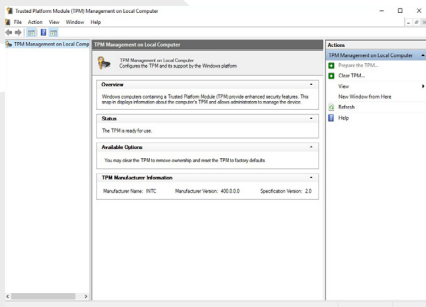 Trusted Platform Module (TPM) Management on Local Computer
File Action View Window Help
TPM Management on Local Comp
TPM Management on Local Computer
TPM Management on Local Computer
Configures the TPM and its support by the Windows platform
Overview
Windows computers containing a Trusted Platform Module (TPM) provide enhanced security features. This
snap-in displays information about the computer's TPM and allows administrators to manage the device.
Status
The TPM is ready for use.
Available Options
You may clear the TPM to remove ownership and reset the TPM to factory defaults.
TPM Manufacturer Information
Manufacturer Name: INTC Manufacturer Version: 400.0.0.0 Specification Version: 2.0
Actions
TPM Management on Local Computer
Prepare the TPM...
Clear TPM...
View
New Window from Here
Refresh
Help